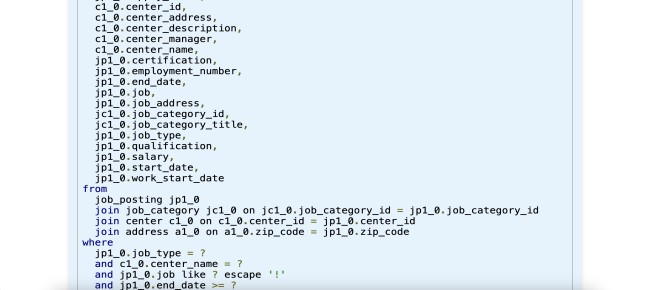 c1_0.center_id,
c1_0.center_address,
c1_0.center_description,
c1_0.center_manager,
c1_0.center_name,
jp1_0.certification,
jp1_0.employment_number,
jp1_0.end_date,
jp1_0.job,
jp1_0.job_address,
jc1_0.job_category_id,
jc1_0.job_category_title,
jp1_0.job_type,
jp1_0.qualification,
jp1_0.salary,
jp1_0.start_date,
jp1_0.work_start_date
from
job_posting jp1_0
join job_category jc1_0 on jc1_0.job_category_id = jp1_0.job_category_id
join center c1_0 on c1_0.center_id = jp1_0.center_id
join address a1_0 on a1_0.zip_code = jp1_0.zip_code
where
jp1_0.job_type = ?
and c1_0.center_name = ?
and jp1_0.job like ? escape '!'
and jp1_0.end_date >= ?